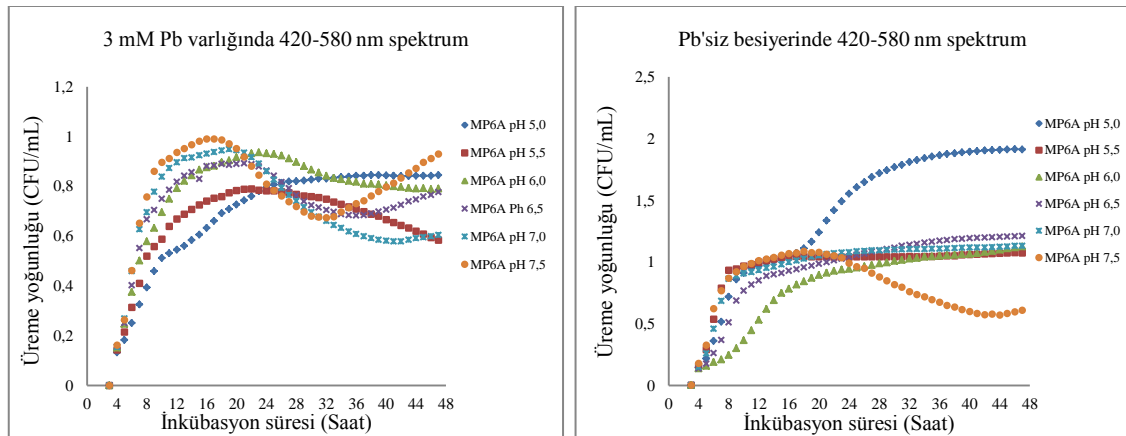 3 mM Pb varlığında 420-580 nm spektrum
Üreme yoğunluğu (CFU/mL)
1,2
1
0,8
0,6
0,4
0,2
0
0 4 8 12 16 20 24 28 32 36 40 44 48
İnkübasyon süresi (Saat)
MP6A pH 5,0
MP6A pH 5,5
MP6A pH 6,0
MP6A Ph 6,5
MP6A pH 7,0
MP6A pH 7,5
Pb'siz besiyerinde 420-580 nm spektrum
Üreme yoğunluğu (CFU/mL)
2,5
2
1,5
1
0,5
0
0 4 8 12 16 20 24 28 32 36 40 44 48
İnkübasyon süresi (Saat)
MP6A pH 5,0
MP6A pH 5,5
MP6A pH 6,0
MP6A pH 6,5
MP6A pH 7,0
MP6A pH 7,5